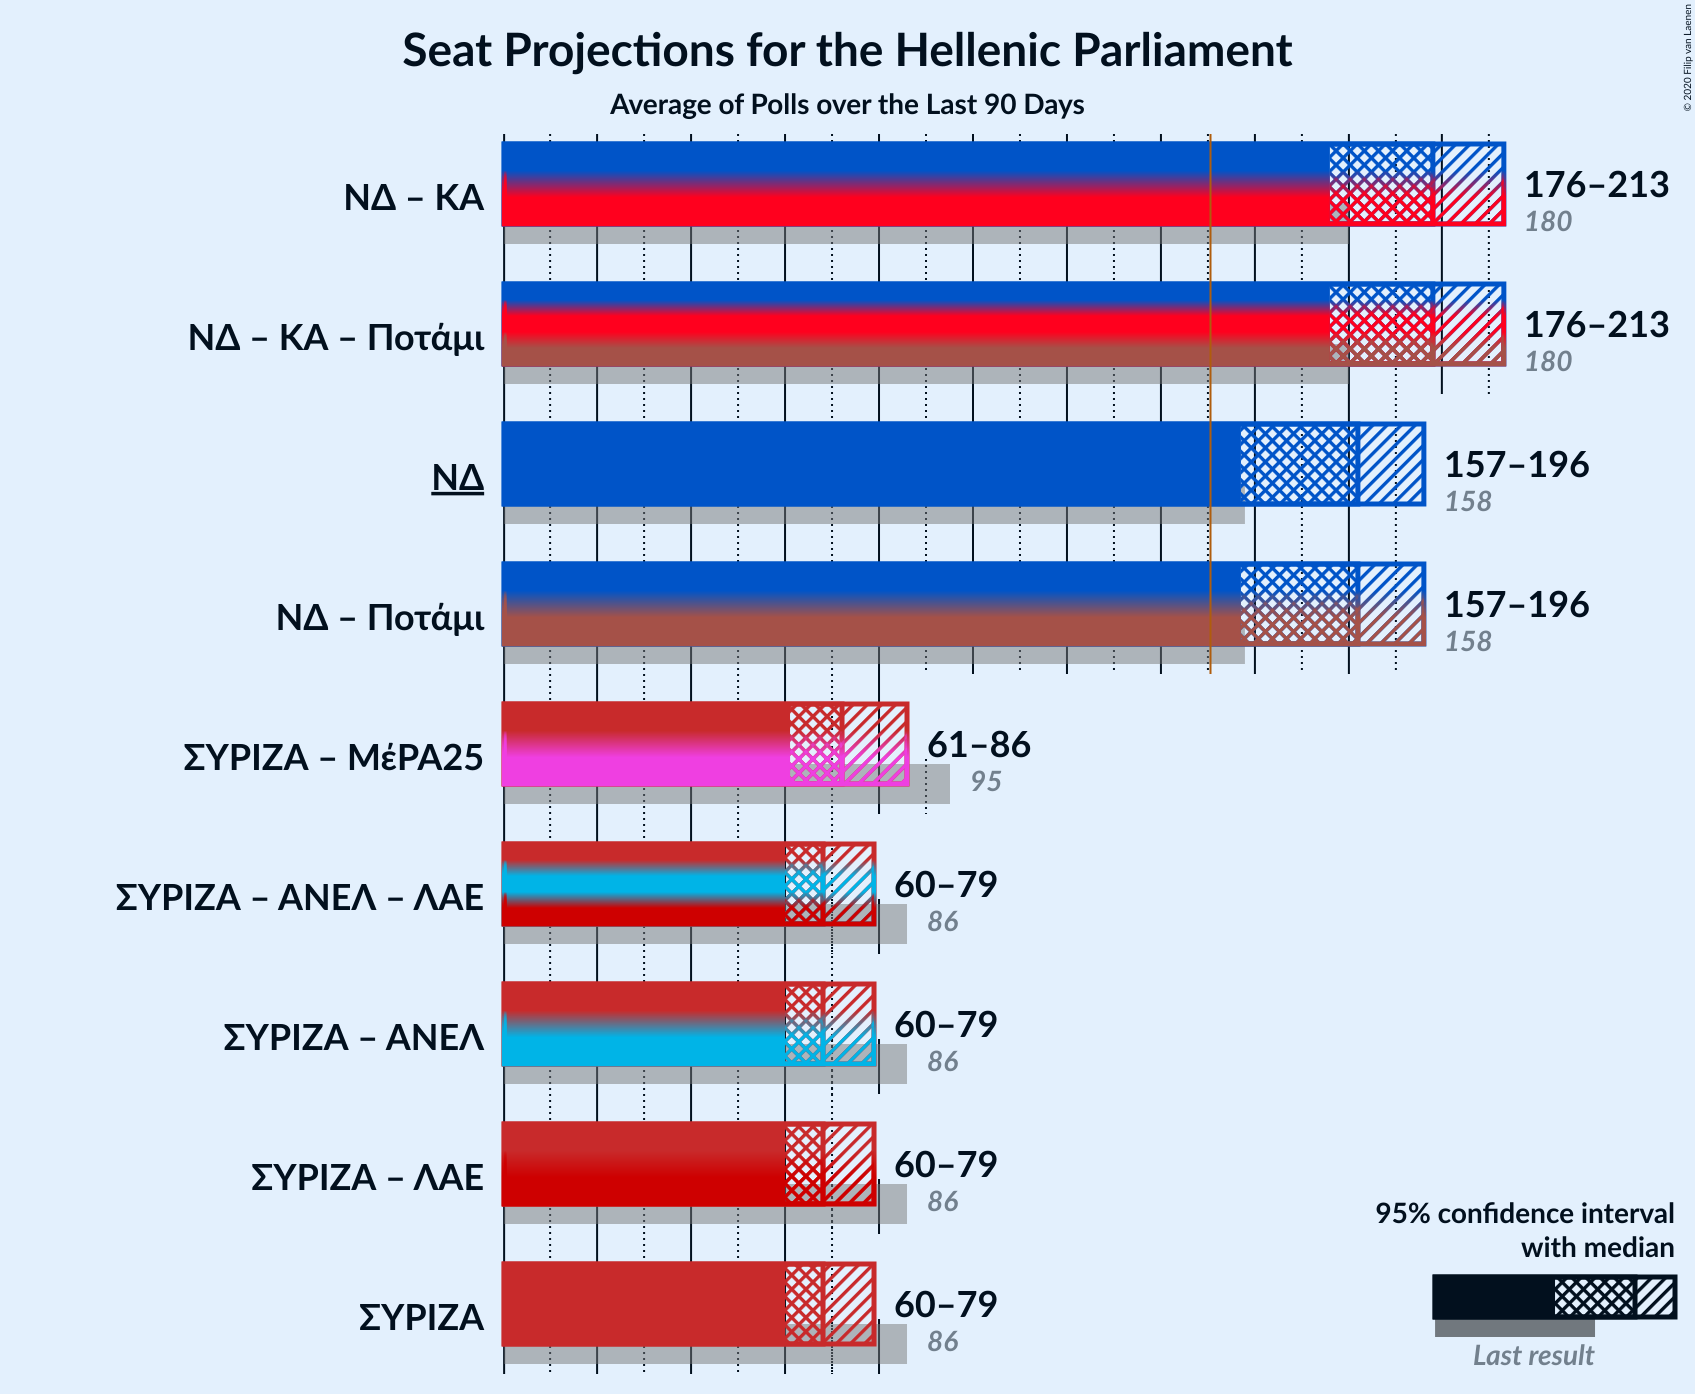 Seat Projections for the Hellenic Parliament
Average of Polls over the Last 90 Days
© 2020 Filip van Laenen
ΝΔ – ΚΑ
176–213
180
ΝΔ – ΚΑ – Ποτάμι
176–213
180
ΝΔ
157–196
158
ΝΔ – Ποτάμι
157–196
158
ΣΥΡΙΖΑ – ΜέΡΑ25
61–86
95
ΣΥΡΙΖΑ – ΑΝΕΛ – ΛΑΕ
60–79
86
ΣΥΡΙΖΑ – ΑΝΕΛ
60–79
86
ΣΥΡΙΖΑ – ΛΑΕ
60–79
86
ΣΥΡΙΖΑ
60–79
86
95% confidence interval
with median
Last result